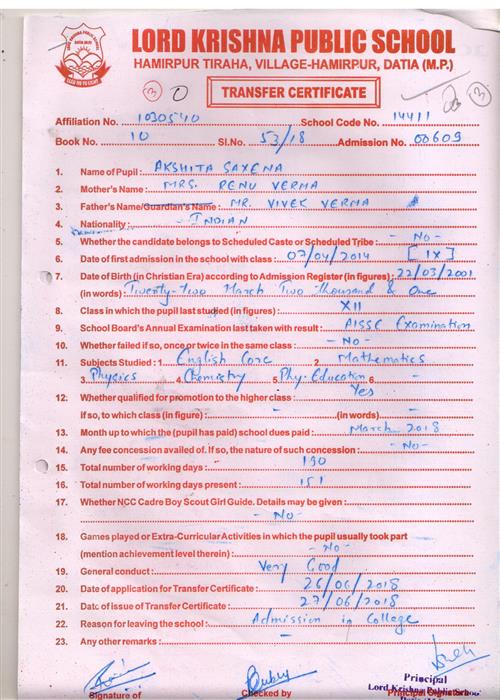 LORD KRISHNA PUBLIC SCHOOL
HAMIRPUR TIRAHA, VILLAGE-HAMIRPUR, DATIA (M.P.)
TRANSFER CERTIFICATE
Affiliation No. 1030540 School Code No. 14411
Book No. 10 Sl.No. 53/18 Admission No. 00609
1. Name of Pupil : AKSHITA SAXENA
2. Mother's Name : MRS. RENU VERMA
3. Father's Name/Guardian's Name : MR. VIVEK VERMA
4. Nationality : INDIAN
5. Whether the candidate belongs to Scheduled Caste or Scheduled Tribe : - No -
6. Date of first admission in the school with class : 07/04/2014 [IX]
7. Date of Birth (in Christian Era) according to Admission Register (in figures) : 22/03/2001
(in words) : Twenty-two March Two Thousand & One
8. Class in which the pupil last studied (in figures) : XII
9. School Board's Annual Examination last taken with result : AISSC Examination
10. Whether failed if so, once or twice in the same class : - No -
11. Subjects Studied : 1. English Core 2. Mathematics
3. Physics 4. Chemistry 5. Phy. Education 6. -
12. Whether qualified for promotion to the higher class : Yes
if so, to which class (in figure) : - (in words) -
13. Month up to which the (pupil has paid) school dues paid : March 2018
14. Any fee concession availed of. If so, the nature of such concession : - No -
15. Total number of working days : 190
16. Total number of working days present : 151
17. Whether NCC Cadre Boy Scout Girl Guide. Details may be given :
- No -
18. Games played or Extra-Curricular Activities in which the pupil usually took part
(mention achievement level therein) : - No -
19. General conduct : Very Good
20. Date of application for Transfer Certificate : 26/06/2018
21. Date of issue of Transfer Certificate : 27/06/2018
22. Reason for leaving the school : Admission in College
23. Any other remarks : -
Principal
Lord Krishna Public
Signature of Checked by Principal